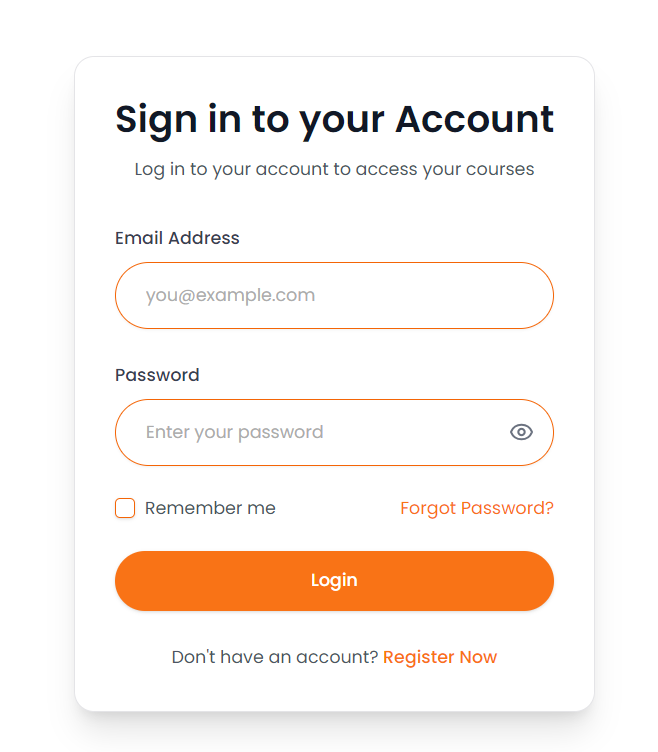 Sign in to your Account
Log in to your account to access your courses
Email Address
you@example.com
Password
Enter your password
Remember me
Forgot Password?
Login
Don't have an account? Register Now